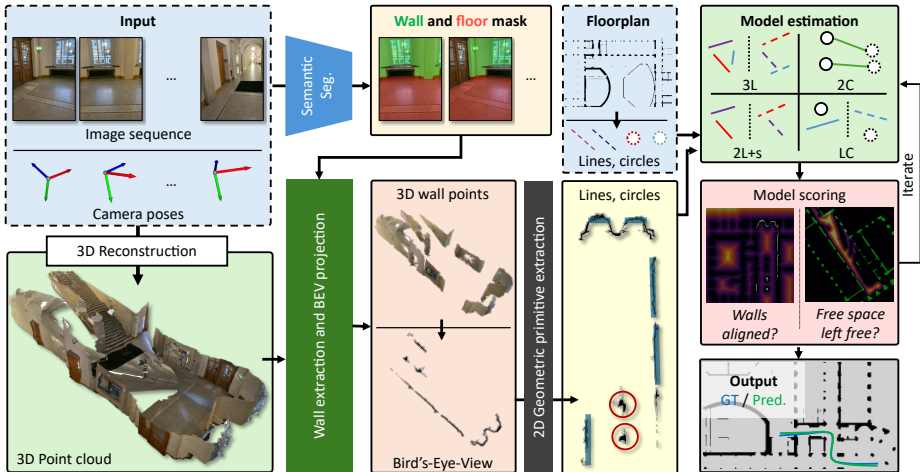 Input
Image sequence
Camera poses
...
...
Semantic
Seg.
Wall and floor mask
...
Floorplan
Lines, circles
Model estimation
3L
2C
2L+s
LC
Iterate
3D Reconstruction
3D Point cloud
Wall extraction and BEV projection
3D wall points
Bird's-Eye-View
2D Geometric primitive extraction
Lines, circles
Model scoring
Walls
aligned?
Free space
left free?
Output
GT / Pred.